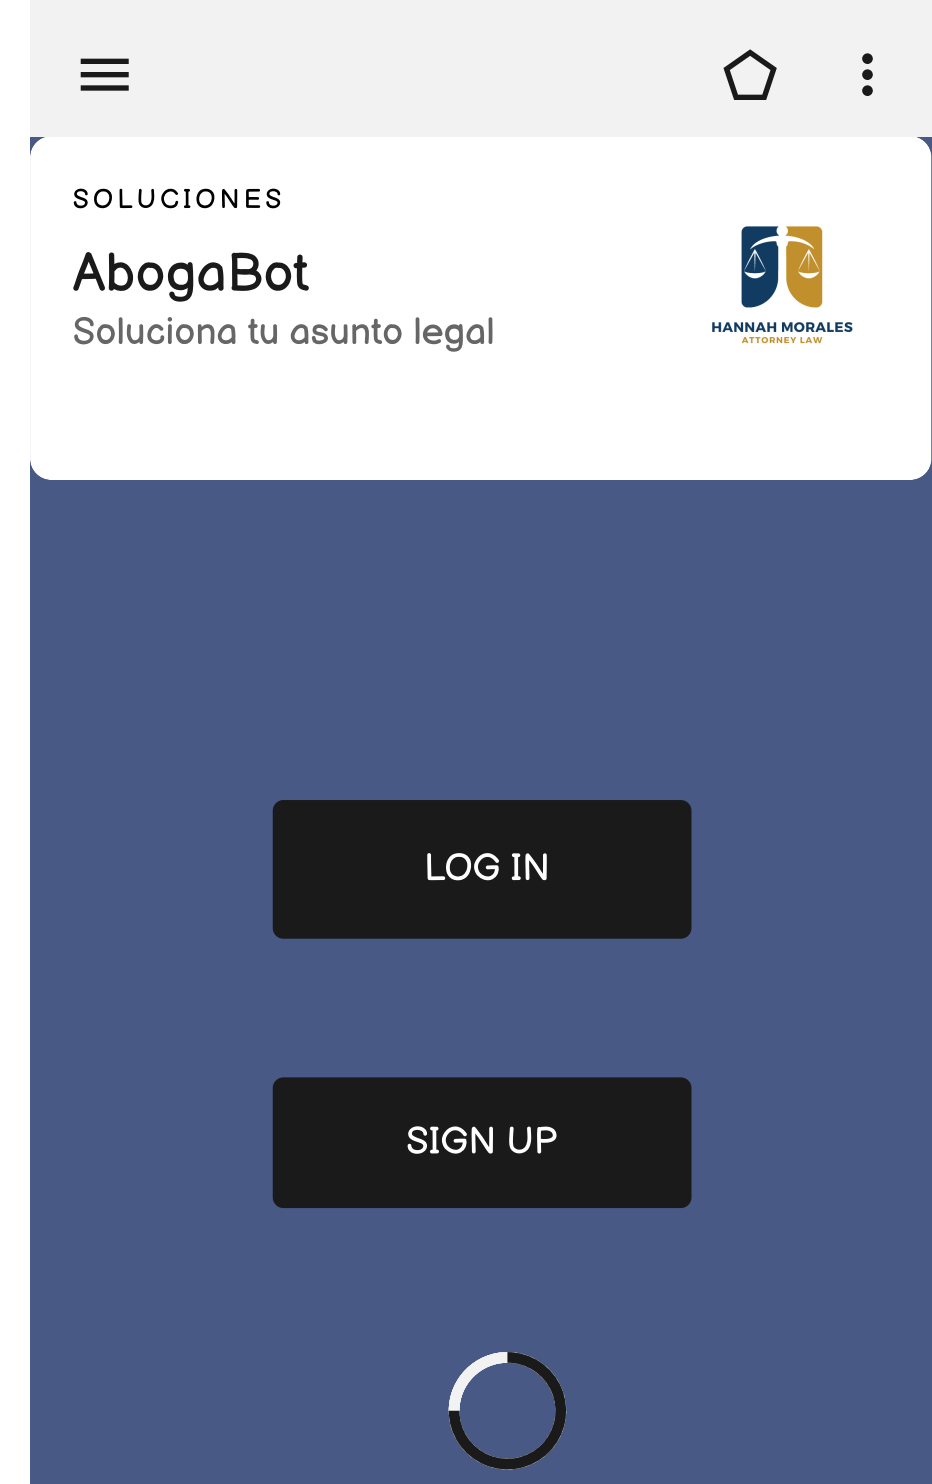 SOLUCIONES
AbogaBot
Soluciona tu asunto legal
HANNAH MORALES
ATTORNEY LAW
LOG IN
SIGN UP